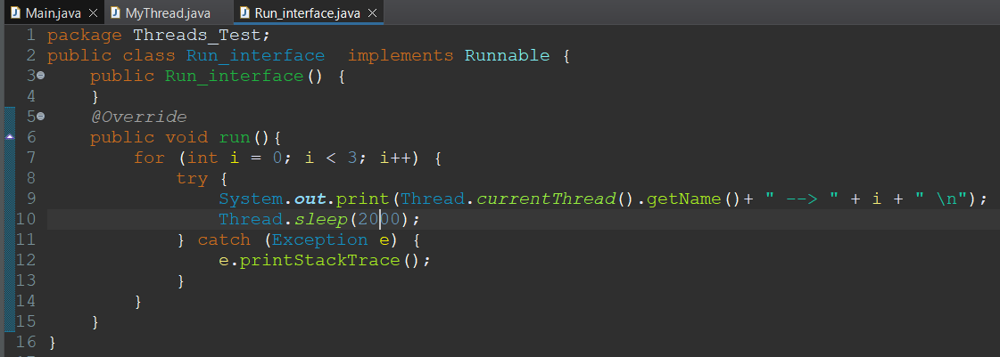 Main.java MyThread.java Run_interface.java
1 package Threads_Test;
2 public class Run_interface  implements Runnable {
3     public Run_interface() {
4     }
5     @Override
6     public void run(){
7         for (int i = 0; i < 3; i++) {
8             try {
9                 System.out.print(Thread.currentThread().getName()+ " --> " + i + " \n");
10                 Thread.sleep(2000);
11             } catch (Exception e) {
12                 e.printStackTrace();
13             }
14         }
15     }
16 }